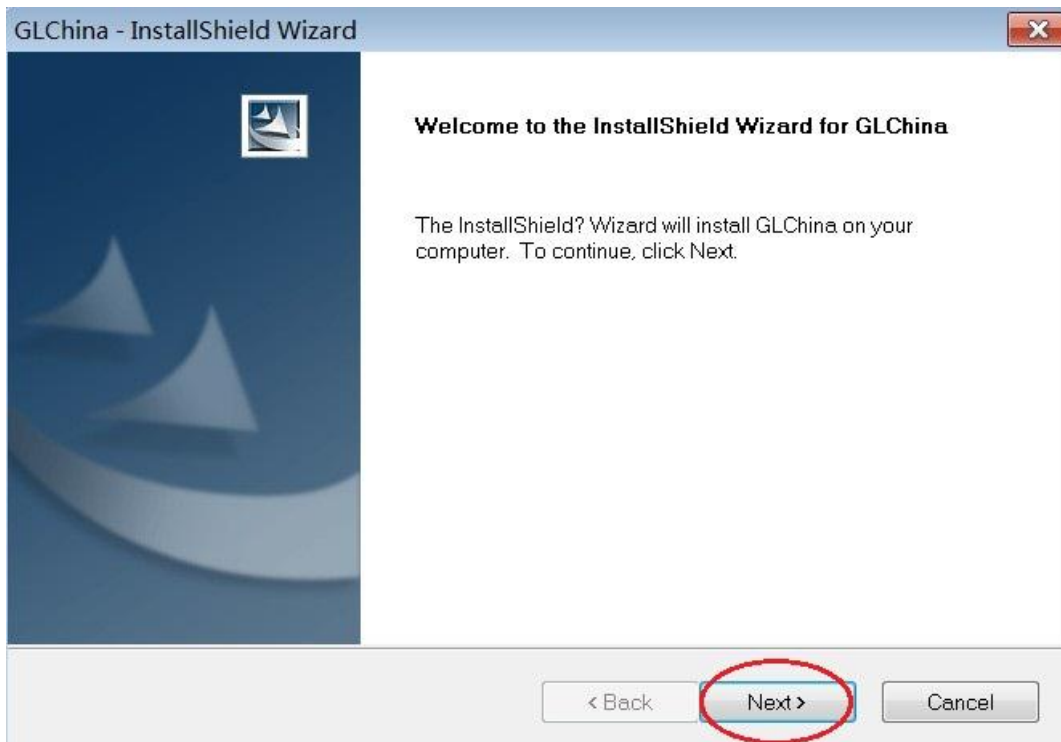 GLChina - InstallShield Wizard
Welcome to the InstallShield Wizard for GLChina
The InstallShield? Wizard will install GLChina on your
computer. To continue, click Next.
< Back
Next >
Cancel